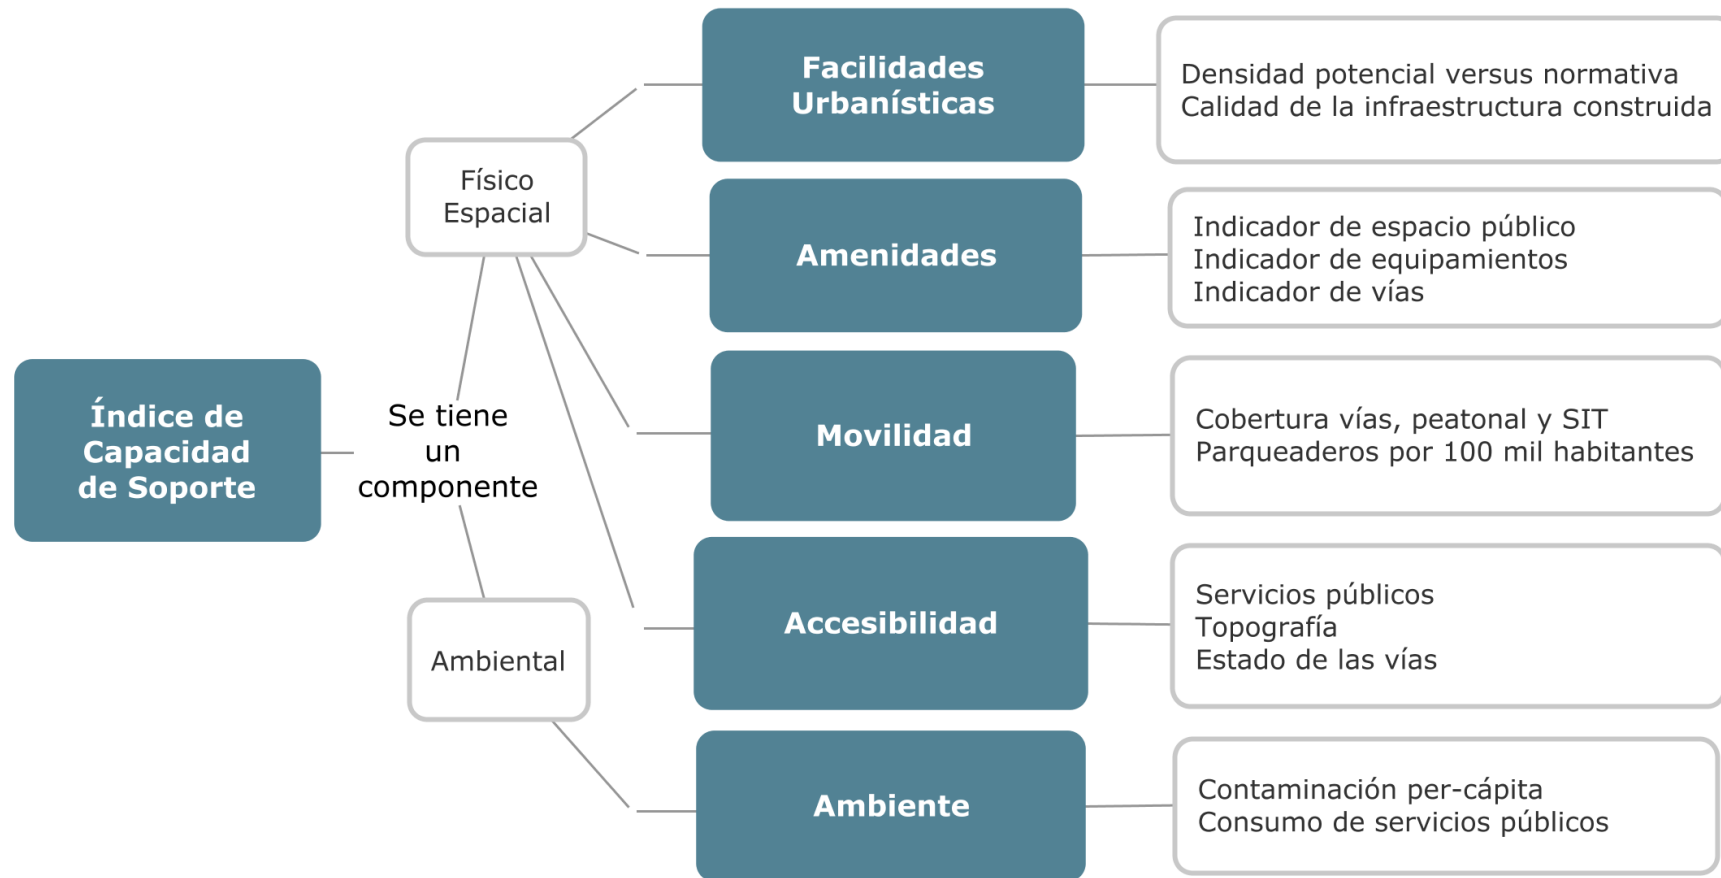 Índice de
Capacidad
de Soporte
Se tiene
un
componente
Físico
Espacial
Ambiental
Facilidades
Urbanísticas
Densidad potencial versus normativa
Calidad de la infraestructura construida
Amenidades
Indicador de espacio público
Indicador de equipamientos
Indicador de vías
Movilidad
Cobertura vías, peatonal y SIT
Parqueaderos por 100 mil habitantes
Accesibilidad
Servicios públicos
Topografía
Estado de las vías
Ambiente
Contaminación per-cápita
Consumo de servicios públicos